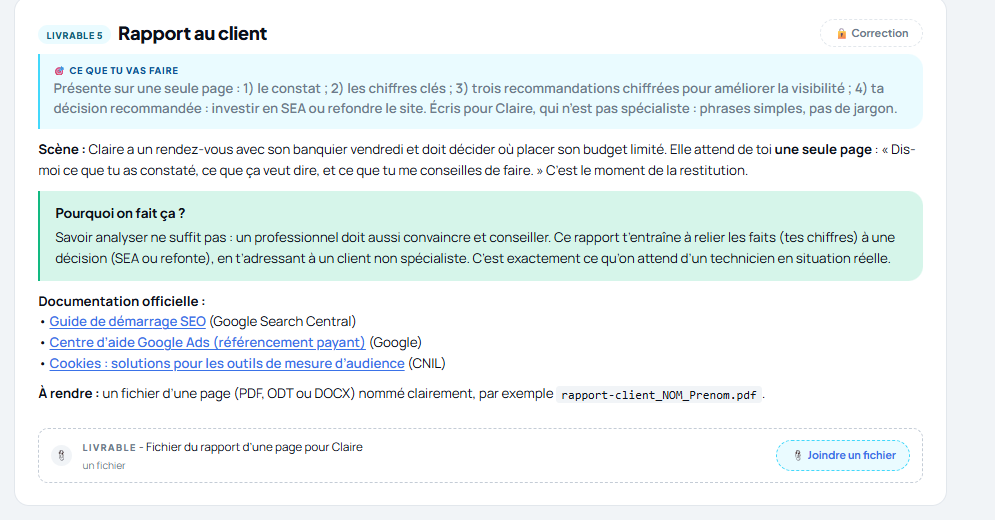 LIVRABLE 5 Rapport au client
Correction
CE QUE TU VAS FAIRE
Présente sur une seule page : 1) le constat ; 2) les chiffres clés ; 3) trois recommandations chiffrées pour améliorer la visibilité ; 4) ta
décision recommandée : investir en SEA ou refondre le site. Écris pour Claire, qui n'est pas spécialiste : phrases simples, pas de jargon.
Scène : Claire a un rendez-vous avec son banquier vendredi et doit décider où placer son budget limité. Elle attend de toi une seule page : « Dis-
moi ce que tu as constaté, ce que ça veut dire, et ce que tu me conseilles de faire. » C'est le moment de la restitution.
Pourquoi on fait ça ?
Savoir analyser ne suffit pas : un professionnel doit aussi convaincre et conseiller. Ce rapport t'entraîne à relier les faits (tes chiffres) à une
décision (SEA ou refonte), en t'adressant à un client non spécialiste. C'est exactement ce qu'on attend d'un technicien en situation réelle.
Documentation officielle :
• Guide de démarrage SEO (Google Search Central)
• Centre d'aide Google Ads (référencement payant) (Google)
• Cookies : solutions pour les outils de mesure d'audience (CNIL)
À rendre : un fichier d'une page (PDF, ODT ou DOCX) nommé clairement, par exemple rapport-client_NOM_Prenom.pdf .
LIVRABLE - Fichier du rapport d'une page pour Claire
un fichier
Joindre un fichier